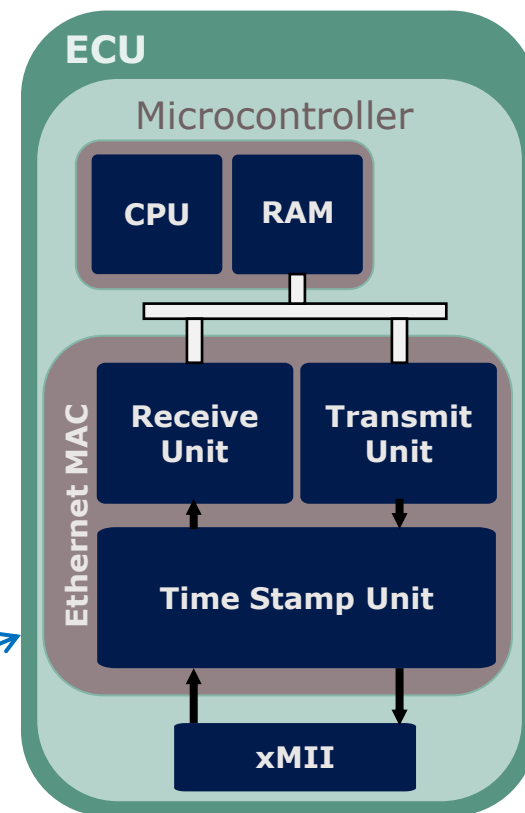 ECU
Microcontroller
CPU
RAM
Ethernet MAC
Receive
Unit
Transmit
Unit
Time Stamp Unit
xMII